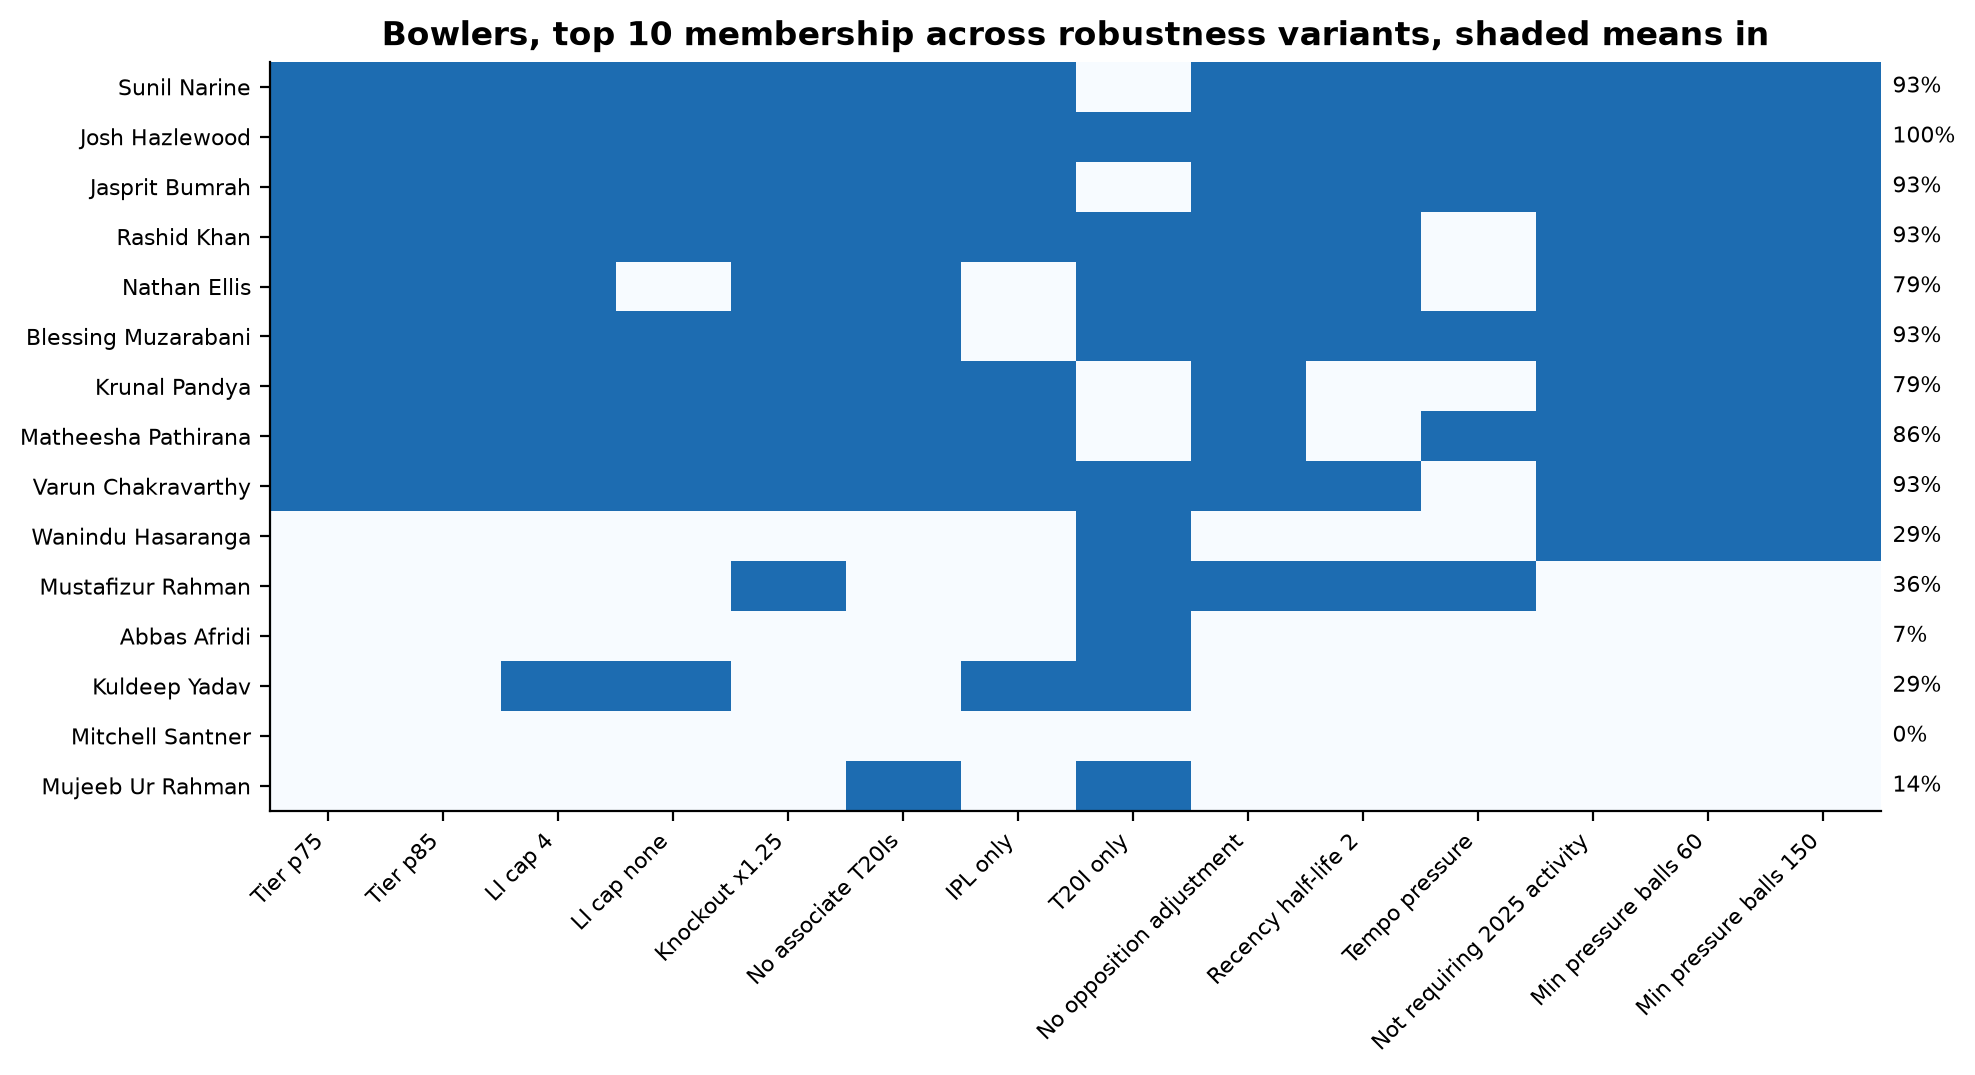 Bowlers, top 10 membership across robustness variants, shaded means in
Sunil Narine 93%
Josh Hazlewood 100%
Jasprit Bumrah 93%
Rashid Khan 93%
Nathan Ellis 79%
Blessing Muzarabani 93%
Krunal Pandya 79%
Matheesha Pathirana 86%
Varun Chakravarthy 93%
Wanindu Hasaranga 29%
Mustafizur Rahman 36%
Abbas Afridi 7%
Kuldeep Yadav 29%
Mitchell Santner 0%
Mujeeb Ur Rahman 14%
Tier p75
Tier p85
LI cap 4
LI cap none
Knockout x1.25
No associate T20Is
IPL only
T20I only
No opposition adjustment
Recency half-life 2
Tempo pressure
Not requiring 2025 activity
Min pressure balls 60
Min pressure balls 150